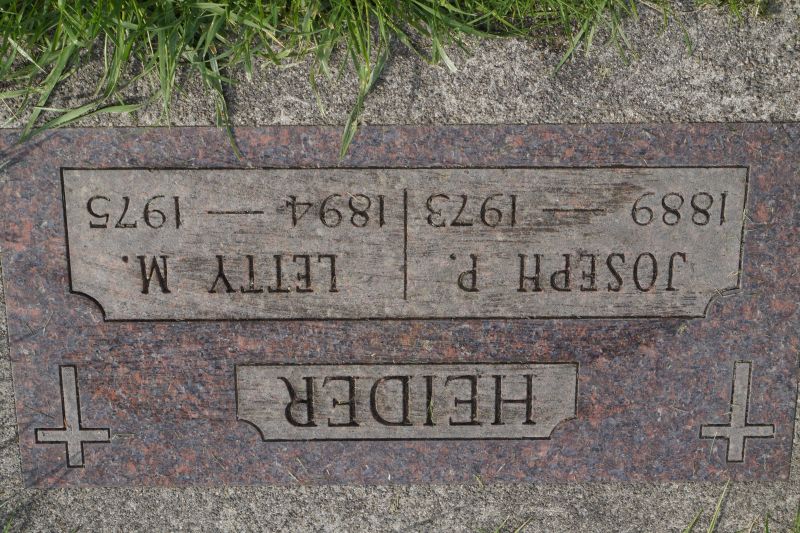 HEIDER
JOSEPH P.
1889 — 1973
LETTY M.
1894 — 1975